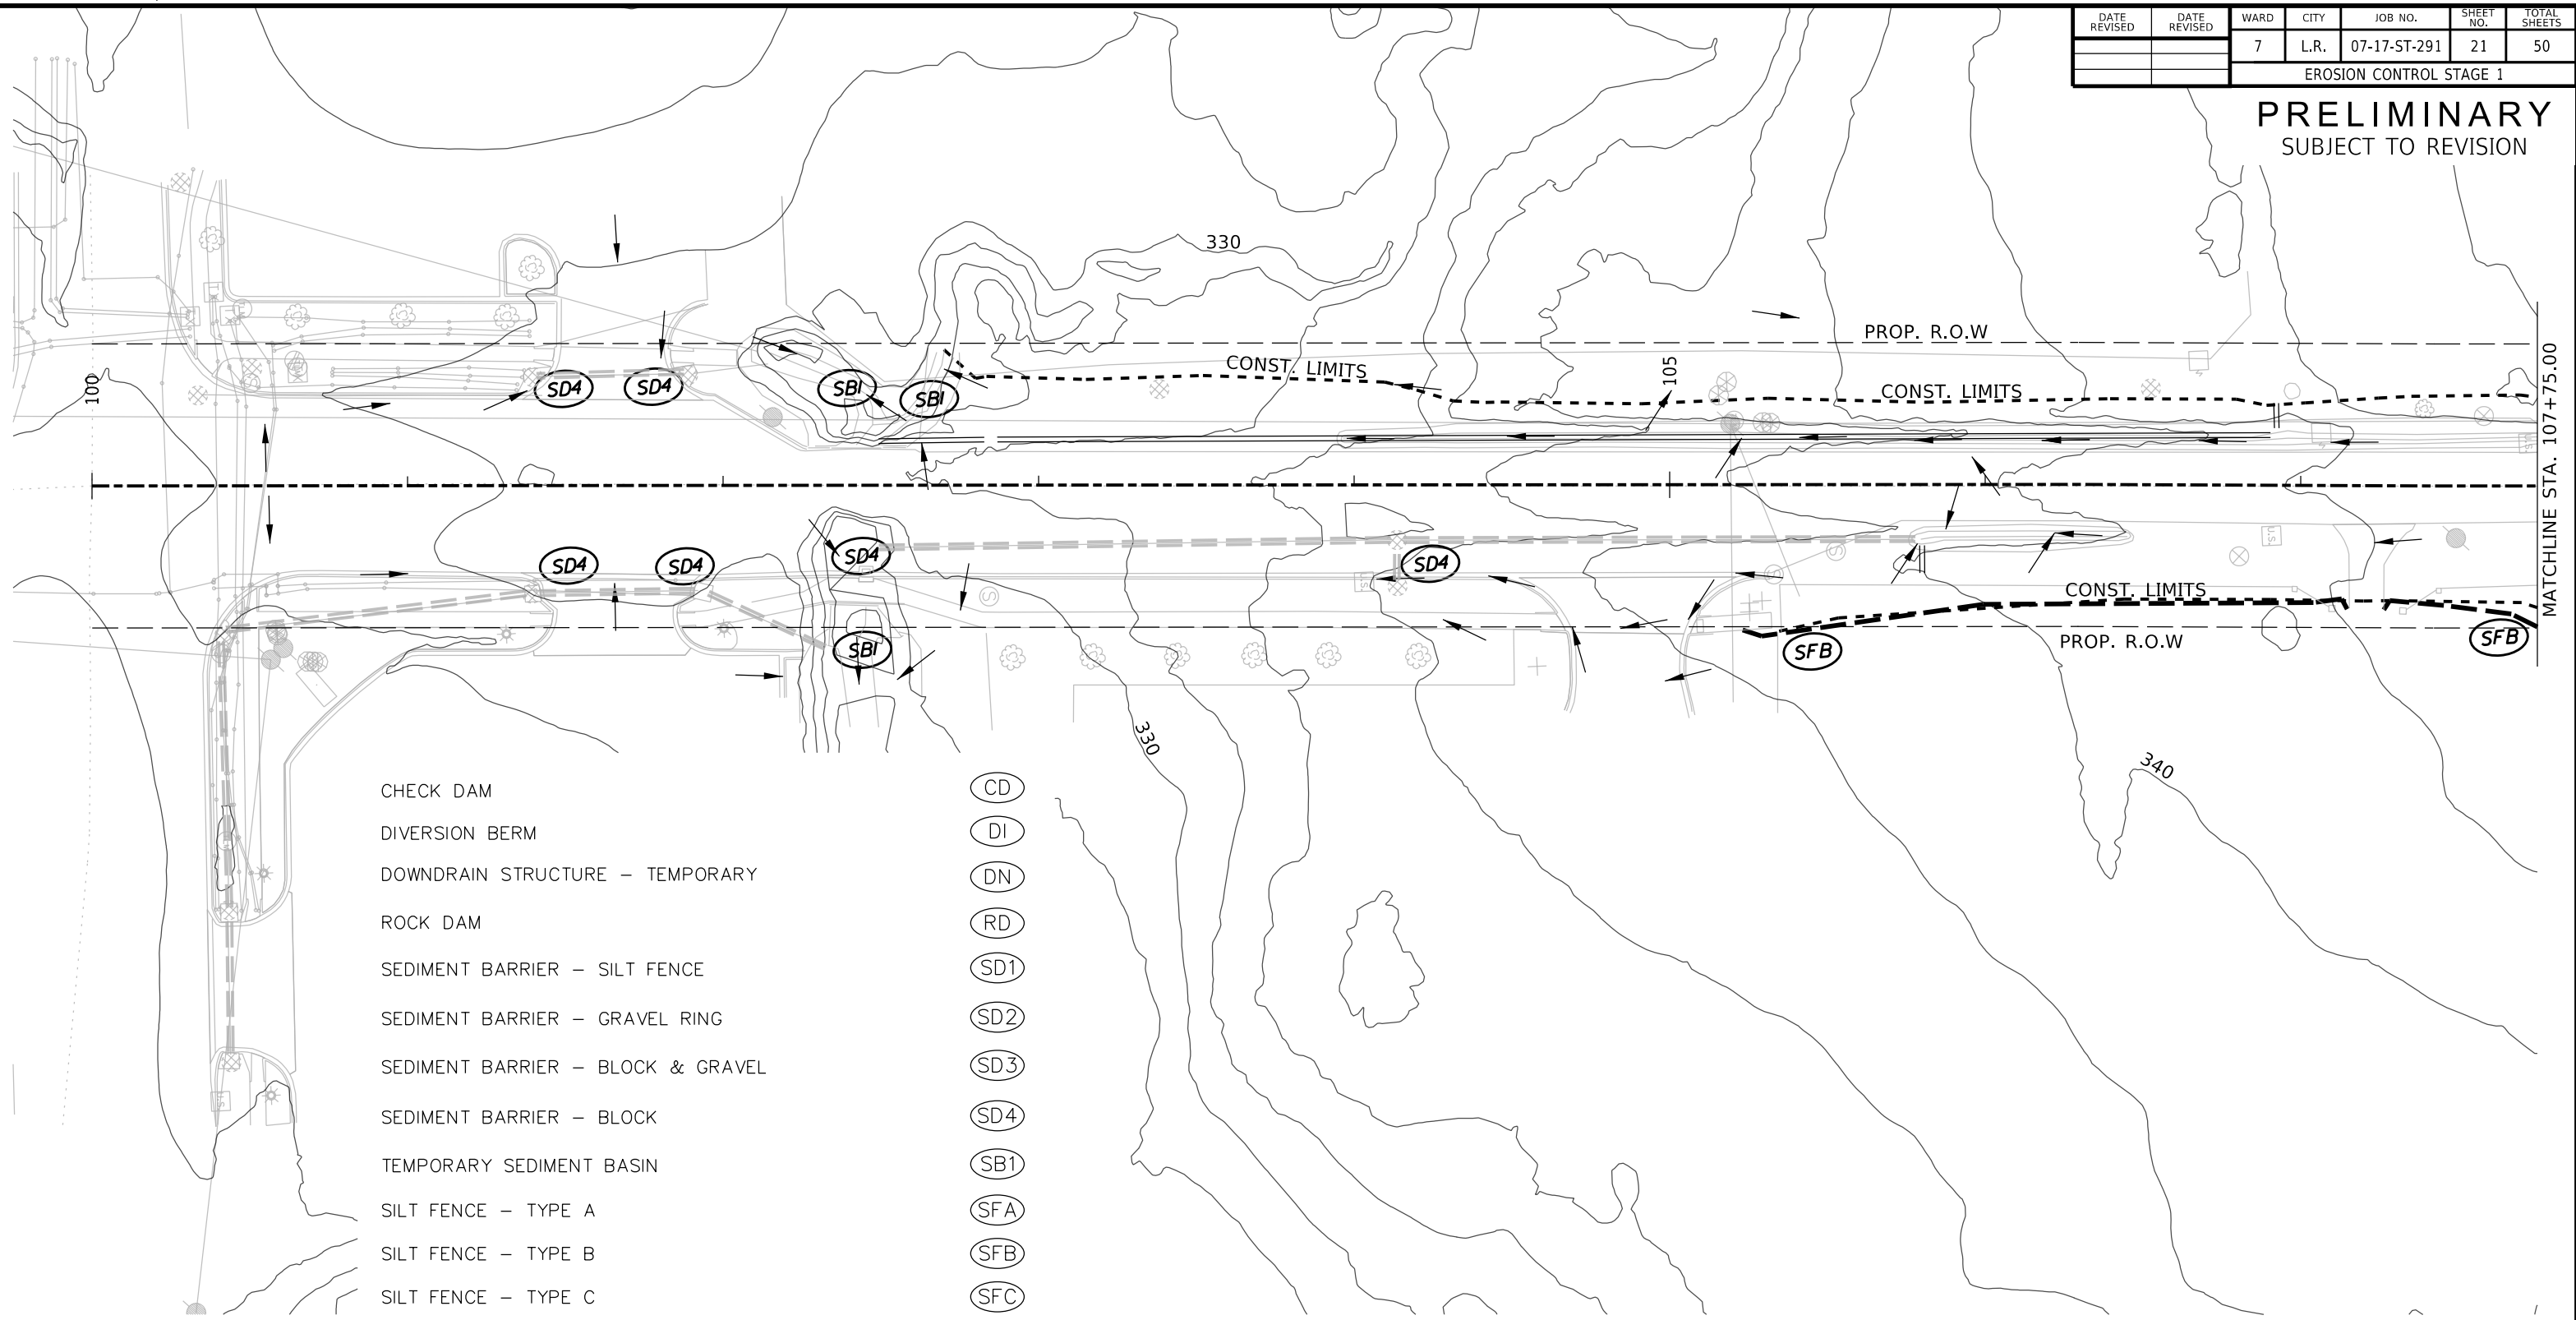 DATE REVISED DATE REVISED WARD CITY JOB NO. SHEET NO. TOTAL SHEETS
7 L.R. 07-17-ST-291 21 50
EROSION CONTROL STAGE 1
PRELIMINARY
SUBJECT TO REVISION
330
PROP. R.O.W
CONST. LIMITS
CONST. LIMITS
100
105
SD4
SD4
SB1
SB1
MATCHLINE STA. 107+75.00
SD4
SD4
SD4
SD4
CONST. LIMITS
PROP. R.O.W
SB1
SFB
SFB
330
340
CHECK DAM CD
DIVERSION BERM DI
DOWNDRAIN STRUCTURE – TEMPORARY DN
ROCK DAM RD
SEDIMENT BARRIER – SILT FENCE SD1
SEDIMENT BARRIER – GRAVEL RING SD2
SEDIMENT BARRIER – BLOCK & GRAVEL SD3
SEDIMENT BARRIER – BLOCK SD4
TEMPORARY SEDIMENT BASIN SB1
SILT FENCE – TYPE A SFA
SILT FENCE – TYPE B SFB
SILT FENCE – TYPE C SFC